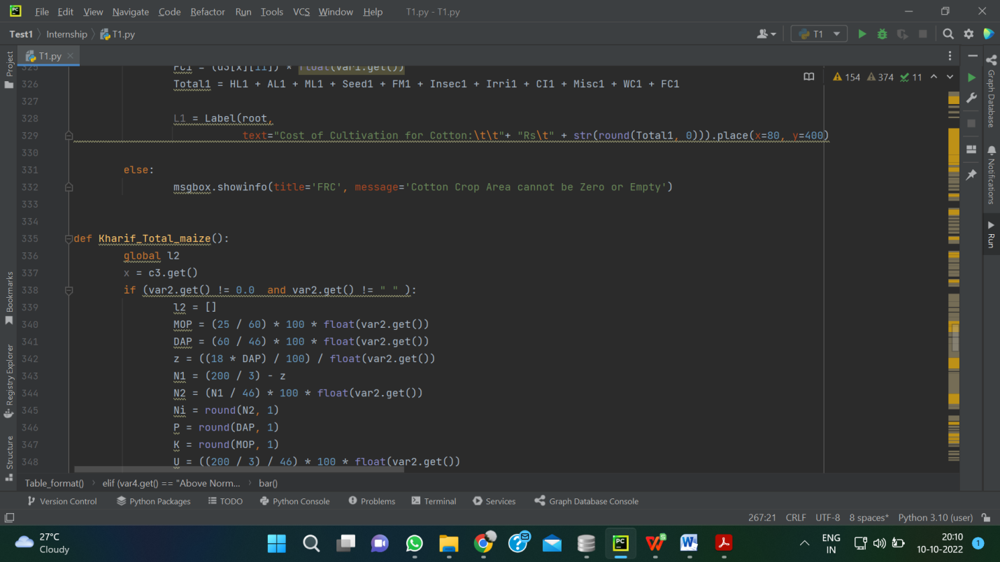 File Edit View Navigate Code Refactor Run Tools VCS Window Help T1.py - T1.py
Test1 Internship T1.py T1
Project T1.py
325 FC1 = (d3[x][11]) * float(var1.get())
326 Total1 = HL1 + AL1 + ML1 + Seed1 + FM1 + Insec1 + Irri1 + CI1 + Misc1 + WC1 + FC1
154 374 11
327
328 L1 = Label(root,
329 text="Cost of Cultivation for Cotton:\t\t"+ "Rs\t" + str(round(Total1, 0))).place(x=80, y=400)
330
331 else:
332 msgbox.showinfo(title='FRC', message='Cotton Crop Area cannot be Zero or Empty')
333
334
335 def Kharif_Total_maize():
336 global l2
337 x = c3.get()
338 if (var2.get() != 0.0 and var2.get() != " " ):
339 l2 = []
340 MOP = (25 / 60) * 100 * float(var2.get())
341 DAP = (60 / 46) * 100 * float(var2.get())
342 z = ((18 * DAP) / 100) / float(var2.get())
343 N1 = (200 / 3) - z
344 N2 = (N1 / 46) * 100 * float(var2.get())
345 Ni = round(N2, 1)
346 P = round(DAP, 1)
347 K = round(MOP, 1)
348 U = ((200 / 3) / 46) * 100 * float(var2.get())
Bookmarks
Registry Explorer
Structure
Graph Database
Notifications
Run
Table_format() elif (var4.get() == "Above Norm... bar()
Version Control Python Packages TODO Python Console Problems Terminal Services Graph Database Console
267:21 CRLF UTF-8 8 spaces* Python 3.10 (user)
27°C
Cloudy
ENG
IN
20:10
10-10-2022
1